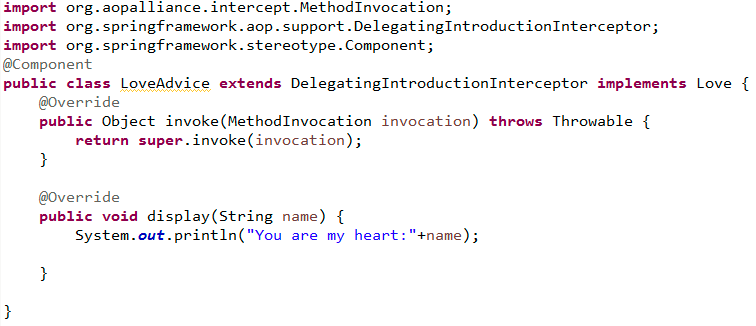 import org.aopalliance.intercept.MethodInvocation;
import org.springframework.aop.support.DelegatingIntroductionInterceptor;
import org.springframework.stereotype.Component;
@Component
public class LoveAdvice extends DelegatingIntroductionInterceptor implements Love {
    @Override
    public Object invoke(MethodInvocation invocation) throws Throwable {
        return super.invoke(invocation);
    }
    @Override
    public void display(String name) {
        System.out.println("You are my heart:"+name);
    }
}